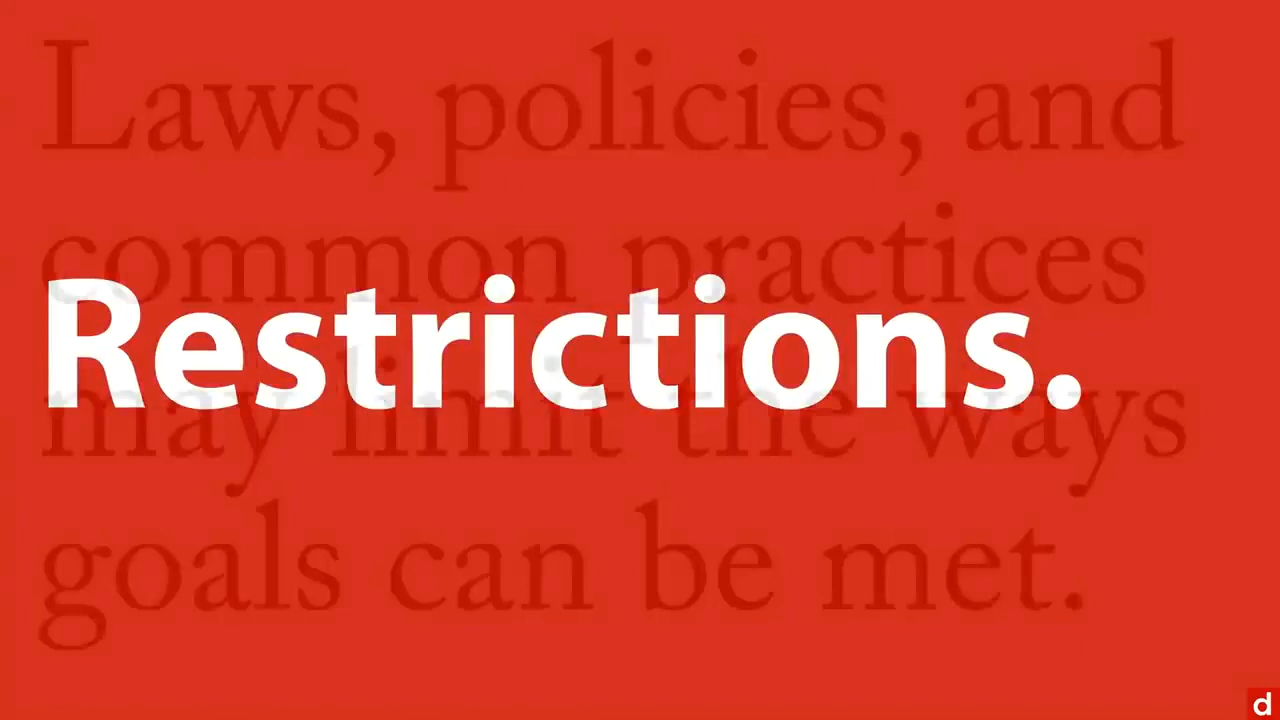 Laws, policies, and
common practices
Restrictions.
may limit the ways
goals can be met.
d